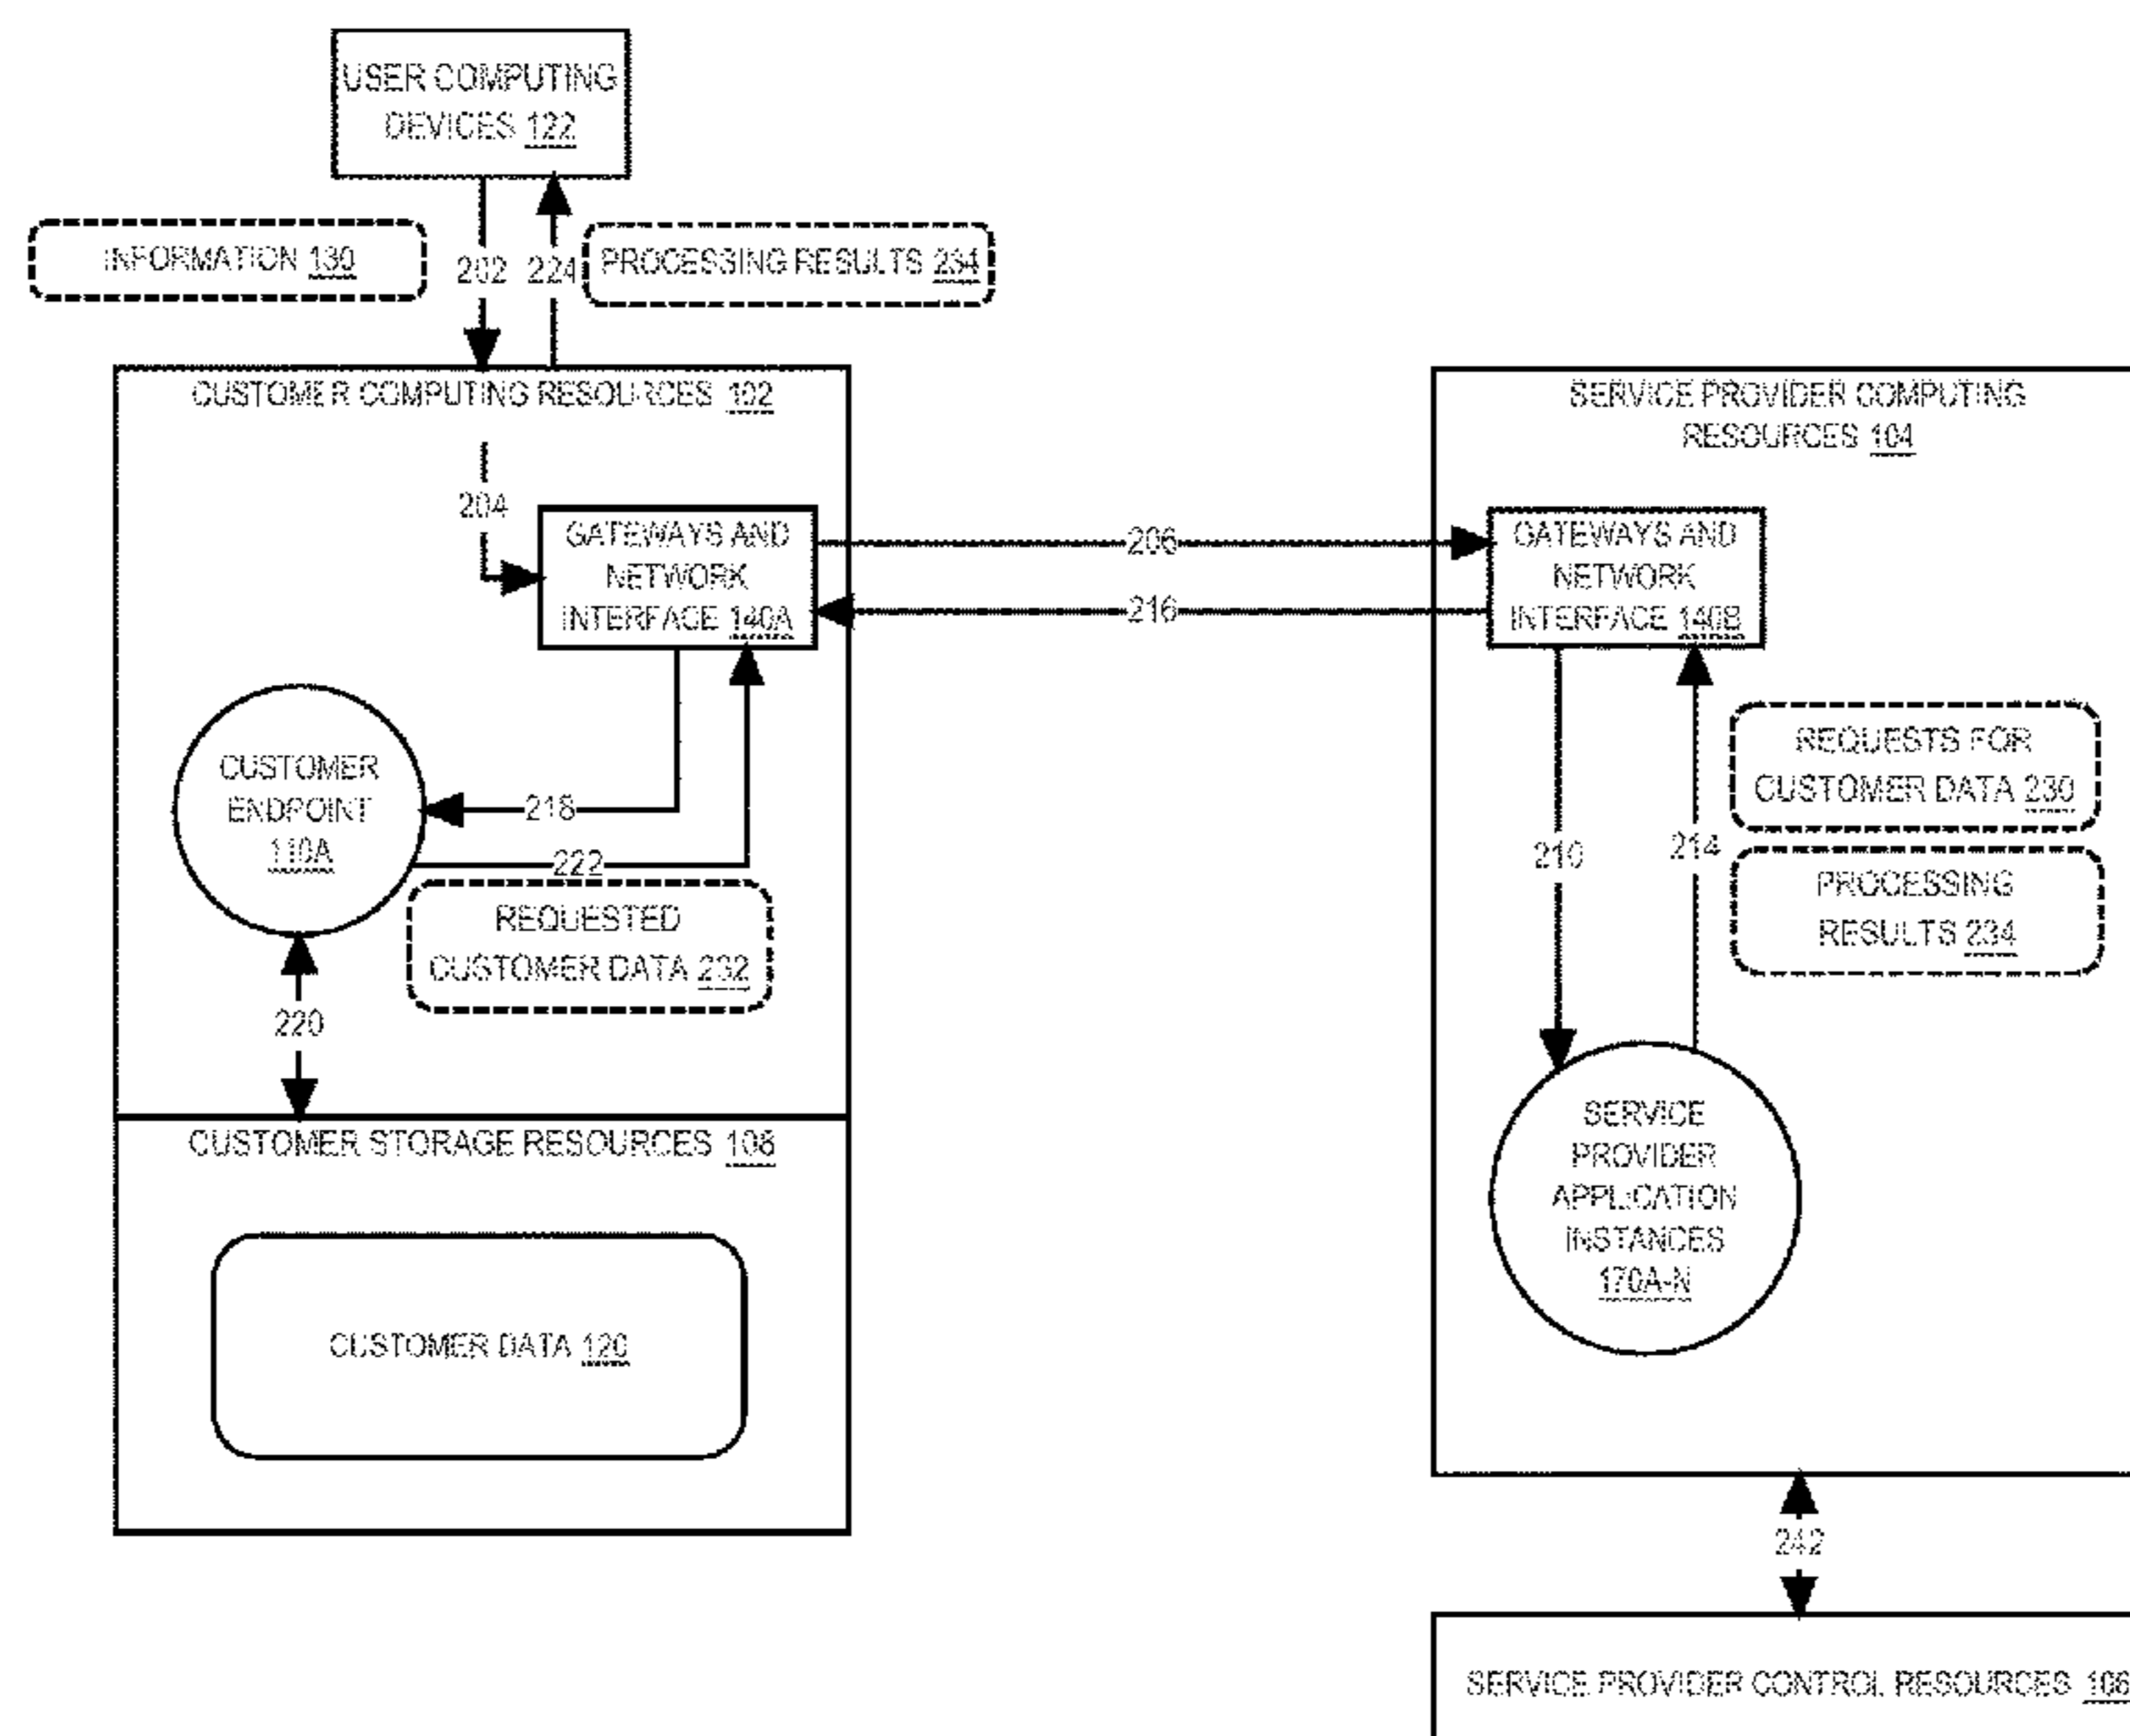 USER COMPUTING
DEVICES 122
INFORMATION 130
202
224
PROCESSING RESULTS 234
CUSTOMER COMPUTING RESOURCES 102
204
GATEWAYS AND
NETWORK
INTERFACE 140A
206
216
SERVICE PROVIDER COMPUTING
RESOURCES 104
GATEWAYS AND
NETWORK
INTERFACE 140B
CUSTOMER
ENDPOINT
110A
218
222
REQUESTED
CUSTOMER DATA 232
220
210
214
REQUESTS FOR
CUSTOMER DATA 230
PROCESSING
RESULTS 234
SERVICE
PROVIDER
APPLICATION
INSTANCES
170A-N
CUSTOMER STORAGE RESOURCES 108
CUSTOMER DATA 120
242
SERVICE PROVIDER CONTROL RESOURCES 106